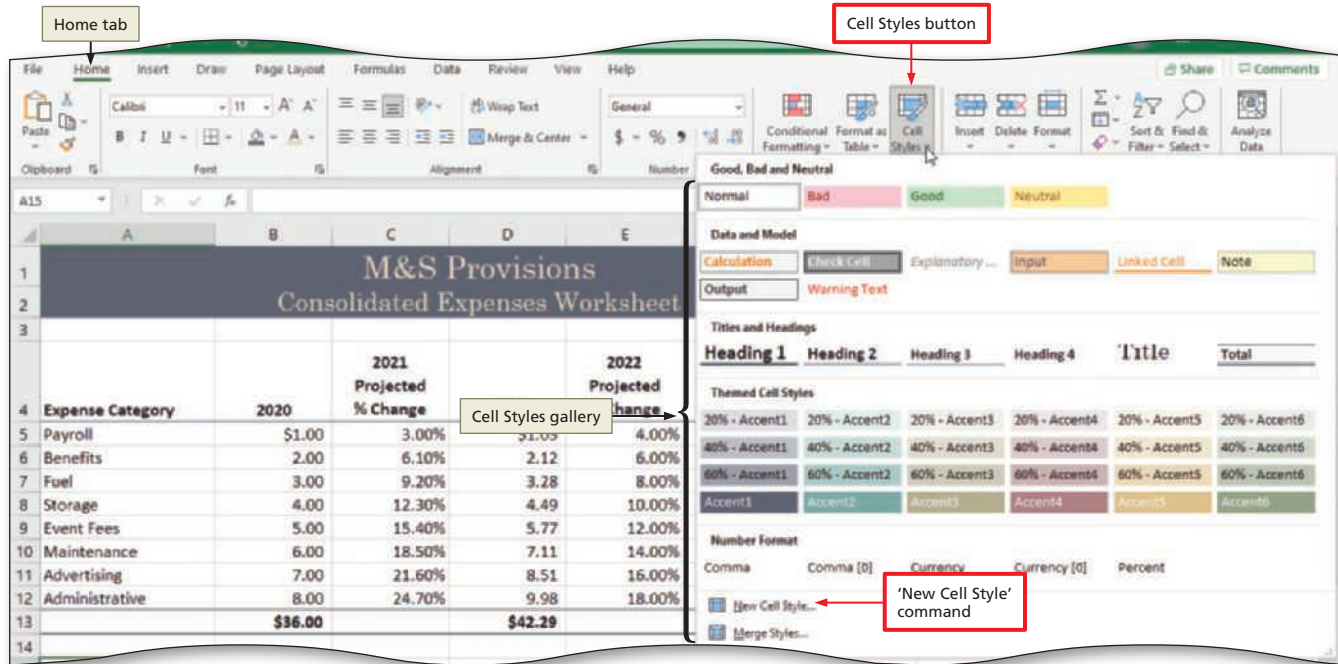 Home tab
Cell Styles button
File Home Insert Draw Page Layout Formulas Data Review View Help Share Comments
Calibri 11 A A Wrap Text General
Paste B I U A Merge & Center $ % Conditional Formatting Format as Table Cell Styles Insert Delete Format Sort & Filter Find & Select Analyze Data
Clipboard Font Alignment Number
A15 fx
Good, Bad and Neutral
Normal Bad Good Neutral
Data and Model
Calculation Check Cell Explanatory ... Input Linked Cell Note
Output Warning Text
Titles and Headings
Heading 1 Heading 2 Heading 3 Heading 4 Title Total
Themed Cell Styles
20% - Accent1 20% - Accent2 20% - Accent3 20% - Accent4 20% - Accent5 20% - Accent6
40% - Accent1 40% - Accent2 40% - Accent3 40% - Accent4 40% - Accent5 40% - Accent6
60% - Accent1 60% - Accent2 60% - Accent3 60% - Accent4 60% - Accent5 60% - Accent6
Accent1 Accent2 Accent3 Accent4 Accent5 Accent6
Number Format
Comma Comma [0] Currency Currency [0] Percent
New Cell Style...
Merge Styles...
'New Cell Style'
command
Cell Styles gallery
A B C D E
1 M&S Provisions
2 Consolidated Expenses Worksheet
3
2021 2022
Projected Projected
4 Expense Category 2020 % Change Change
5 Payroll $1.00 3.00% $1.03 4.00%
6 Benefits 2.00 6.10% 2.12 6.00%
7 Fuel 3.00 9.20% 3.28 8.00%
8 Storage 4.00 12.30% 4.49 10.00%
9 Event Fees 5.00 15.40% 5.77 12.00%
10 Maintenance 6.00 18.50% 7.11 14.00%
11 Advertising 7.00 21.60% 8.51 16.00%
12 Administrative 8.00 24.70% 9.98 18.00%
13 $36.00 $42.29
14